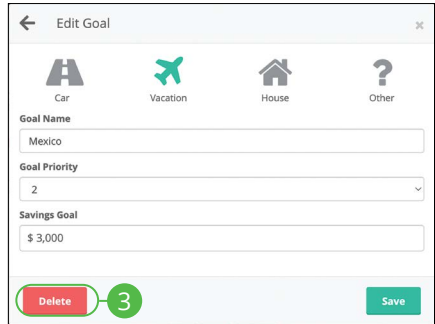 Edit Goal ×
Car Vacation House Other
Goal Name
Mexico
Goal Priority
2
Savings Goal
$ 3,000
Delete 3 Save